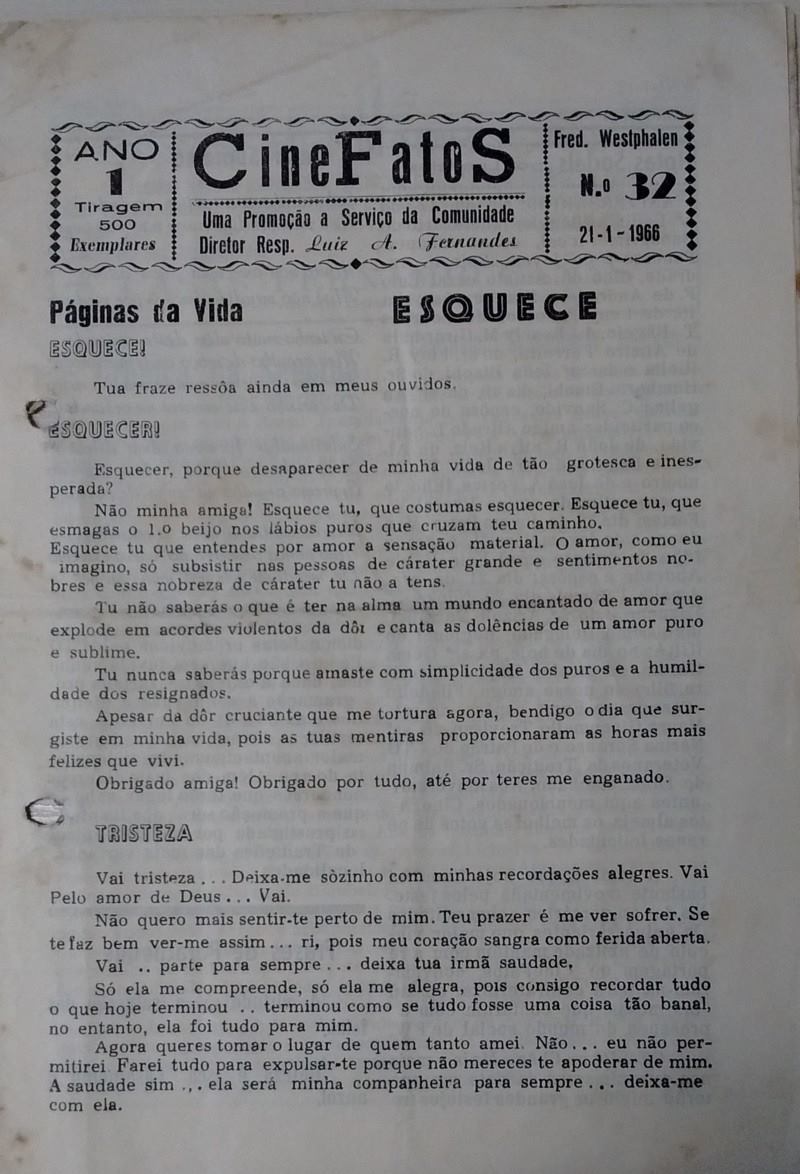 ANO
1
Tiragem
500
Exemplares
CineFatoS
Uma Promoção a Serviço da Comunidade
Diretor Resp. Luiz A. Fernandes
Fred. Westphalen
N.o 32
21-1-1966
Páginas da Vida
ESQUECE
ESQUECE!
Tua fraze ressôa ainda em meus ouvidos.
ESQUECER!
Esquecer, porque desaparecer de minha vida de tão grotesca e ines-
perada?
Não minha amiga! Esquece tu, que costumas esquecer. Esquece tu, que
esmagas o 1.o beijo nos lábios puros que cruzam teu caminho.
Esquece tu que entendes por amor a sensação material. O amor, como eu
imagino, só subsistir nas pessoas de cárater grande e sentimentos no-
bres e essa nobreza de cárater tu não a tens.
Tu não saberás o que é ter na alma um mundo encantado de amor que
explode em acordes violentos da dôr e canta as dolências de um amor puro
e sublime.
Tu nunca saberás porque amaste com simplicidade dos puros e a humil-
dade dos resignados.
Apesar da dôr cruciante que me tortura agora, bendigo o dia que sur-
giste em minha vida, pois as tuas mentiras proporcionaram as horas mais
felizes que vivi.
Obrigado amiga! Obrigado por tudo, até por teres me enganado.
TRISTEZA
Vai tristeza . . . Deixa-me sòzinho com minhas recordações alegres. Vai
Pelo amor de Deus . . . Vai.
Não quero mais sentir-te perto de mim. Teu prazer é me ver sofrer. Se
te faz bem ver-me assim . . . ri, pois meu coração sangra como ferida aberta.
Vai .. parte para sempre . . . deixa tua irmã saudade,
Só ela me compreende, só ela me alegra, pois consigo recordar tudo
o que hoje terminou . . terminou como se tudo fosse uma coisa tão banal,
no entanto, ela foi tudo para mim.
Agora queres tomar o lugar de quem tanto amei. Não . . . eu não per-
mitirei Farei tudo para expulsar-te porque não mereces te apoderar de mim.
A saudade sim . , . ela será minha companheira para sempre . . . deixa-me
com ela.